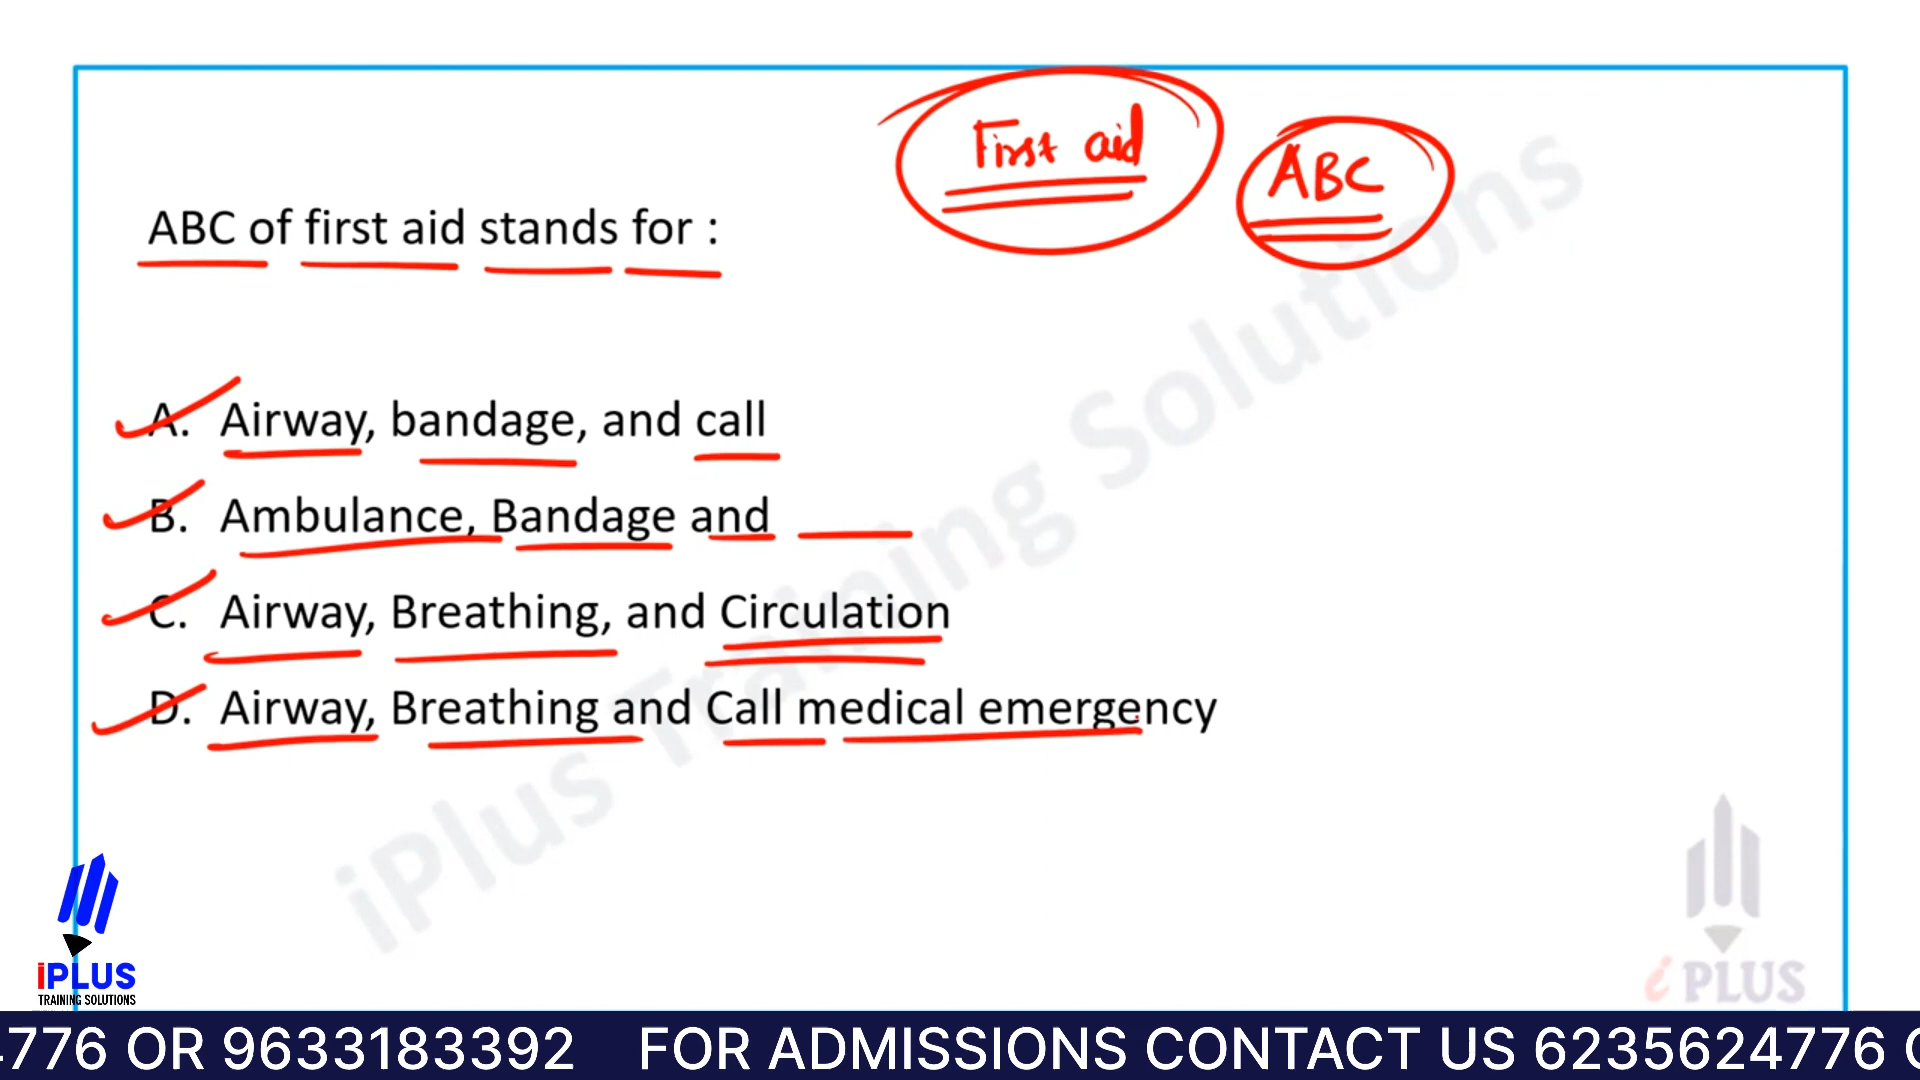 First aid
ABC
ABC of first aid stands for :
A. Airway, bandage, and call
B. Ambulance, Bandage and
C. Airway, Breathing, and Circulation
D. Airway, Breathing and Call medical emergency
iPlus Training Solutions
iPLUS
TRAINING SOLUTIONS
i PLUS
4776 OR 9633183392 FOR ADMISSIONS CONTACT US 6235624776